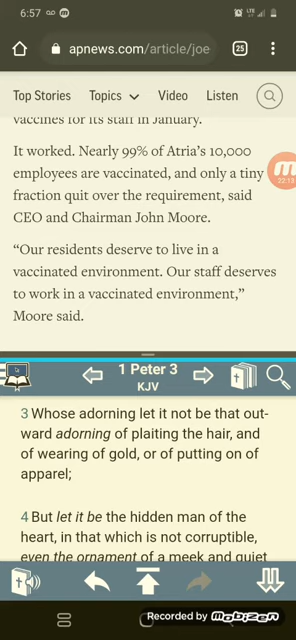 6:57
LTE
apnews.com/article/joe
25
Top Stories Topics Video Listen
vaccines for its staff in January.
It worked. Nearly 99% of Atria's 10,000
employees are vaccinated, and only a tiny
22:13
fraction quit over the requirement, said
CEO and Chairman John Moore.
“Our residents deserve to live in a
vaccinated environment. Our staff deserves
to work in a vaccinated environment,”
Moore said.
1 Peter 3
KJV
3 Whose adorning let it not be that out-
ward adorning of plaiting the hair, and
of wearing of gold, or of putting on of
apparel;
4 But let it be the hidden man of the
heart, in that which is not corruptible,
even the ornament of a meek and quiet
Recorded by Mobizen